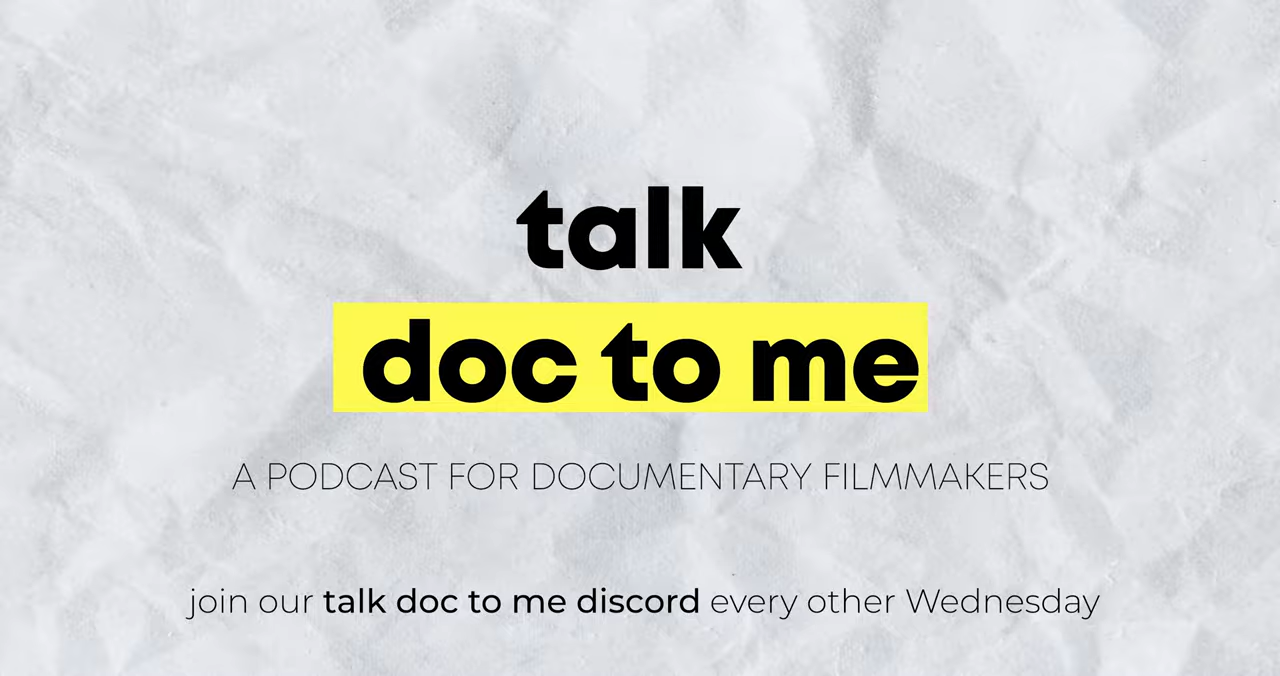 talk
doc to me
A PODCAST FOR DOCUMENTARY FILMMAKERS
join our talk doc to me discord every other Wednesday